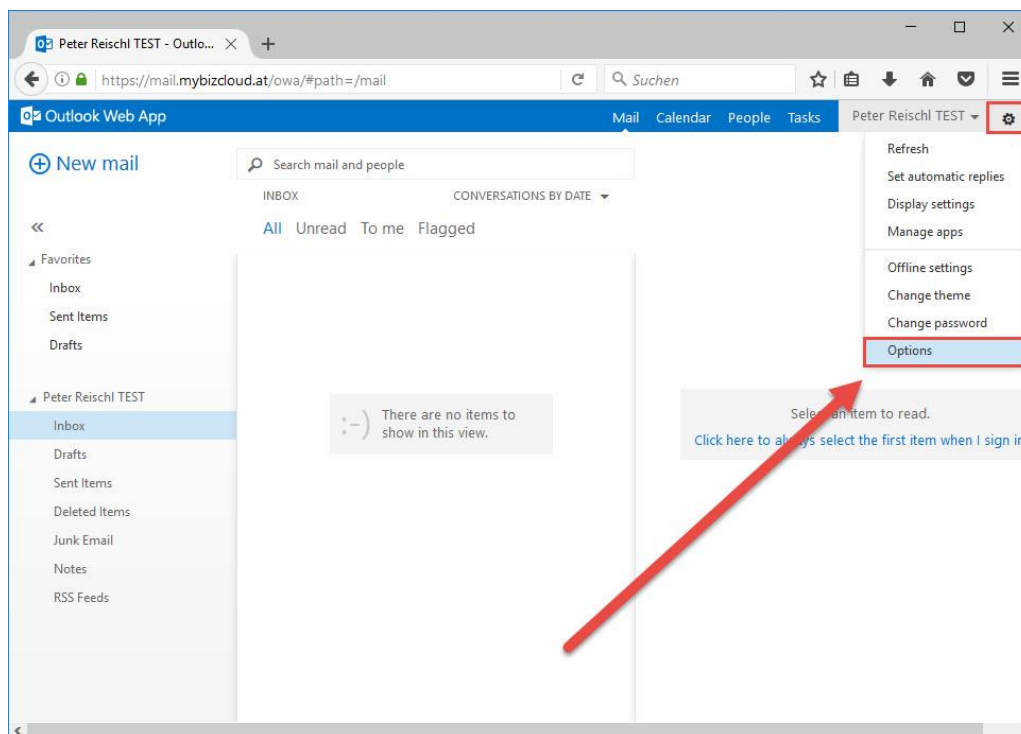 Peter Reischl TEST - Outlo...
https://mail.mybizcloud.at/owa/#path=/mail
Suchen
Outlook Web App
Mail Calendar People Tasks Peter Reischl TEST
New mail
Search mail and people
INBOX CONVERSATIONS BY DATE
All Unread To me Flagged
Favorites
Inbox
Sent Items
Drafts
Peter Reischl TEST
Inbox
Drafts
Sent Items
Deleted Items
Junk Email
Notes
RSS Feeds
:-)
There are no items to
show in this view.
Refresh
Set automatic replies
Display settings
Manage apps
Offline settings
Change theme
Change password
Options
Select an item to read.
Click here to always select the first item when I sign in